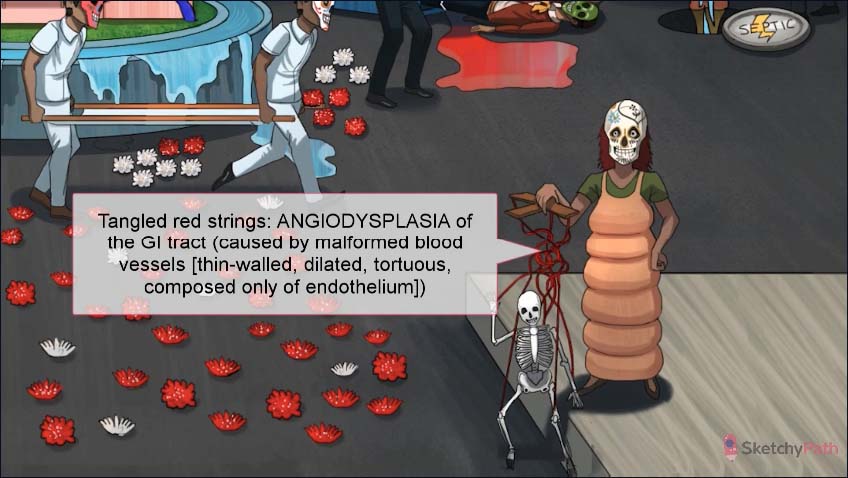 SEPTIC
Tangled red strings: ANGIODYSPLASIA of
the GI tract (caused by malformed blood
vessels [thin-walled, dilated, tortuous,
composed only of endothelium])
SketchyPath